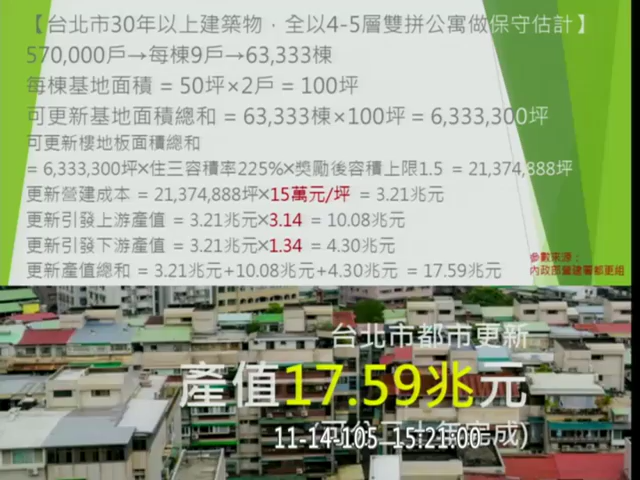 【台北市30年以上建築物，全以4-5層雙拼公寓做保守估計】
570,000戶→每棟9戶→63,333棟
每棟基地面積 = 50坪×2戶 = 100坪
可更新基地面積總和 = 63,333棟×100坪 = 6,333,300坪
可更新樓地板面積總和
= 6,333,300坪×住三容積率225%×獎勵後容積上限1.5 = 21,374,888坪
更新營建成本 = 21,374,888坪×15萬元/坪 = 3.21兆元
更新引發上游產值 = 3.21兆元×3.14 = 10.08兆元
更新引發下游產值 = 3.21兆元×1.34 = 4.30兆元
更新產值總和 = 3.21兆元+10.08兆元+4.30兆元 = 17.59兆元
參數來源：
內政部營建署都更組
台北市都市更新
產值17.59兆元
11-14-105 15:21:00
完成)